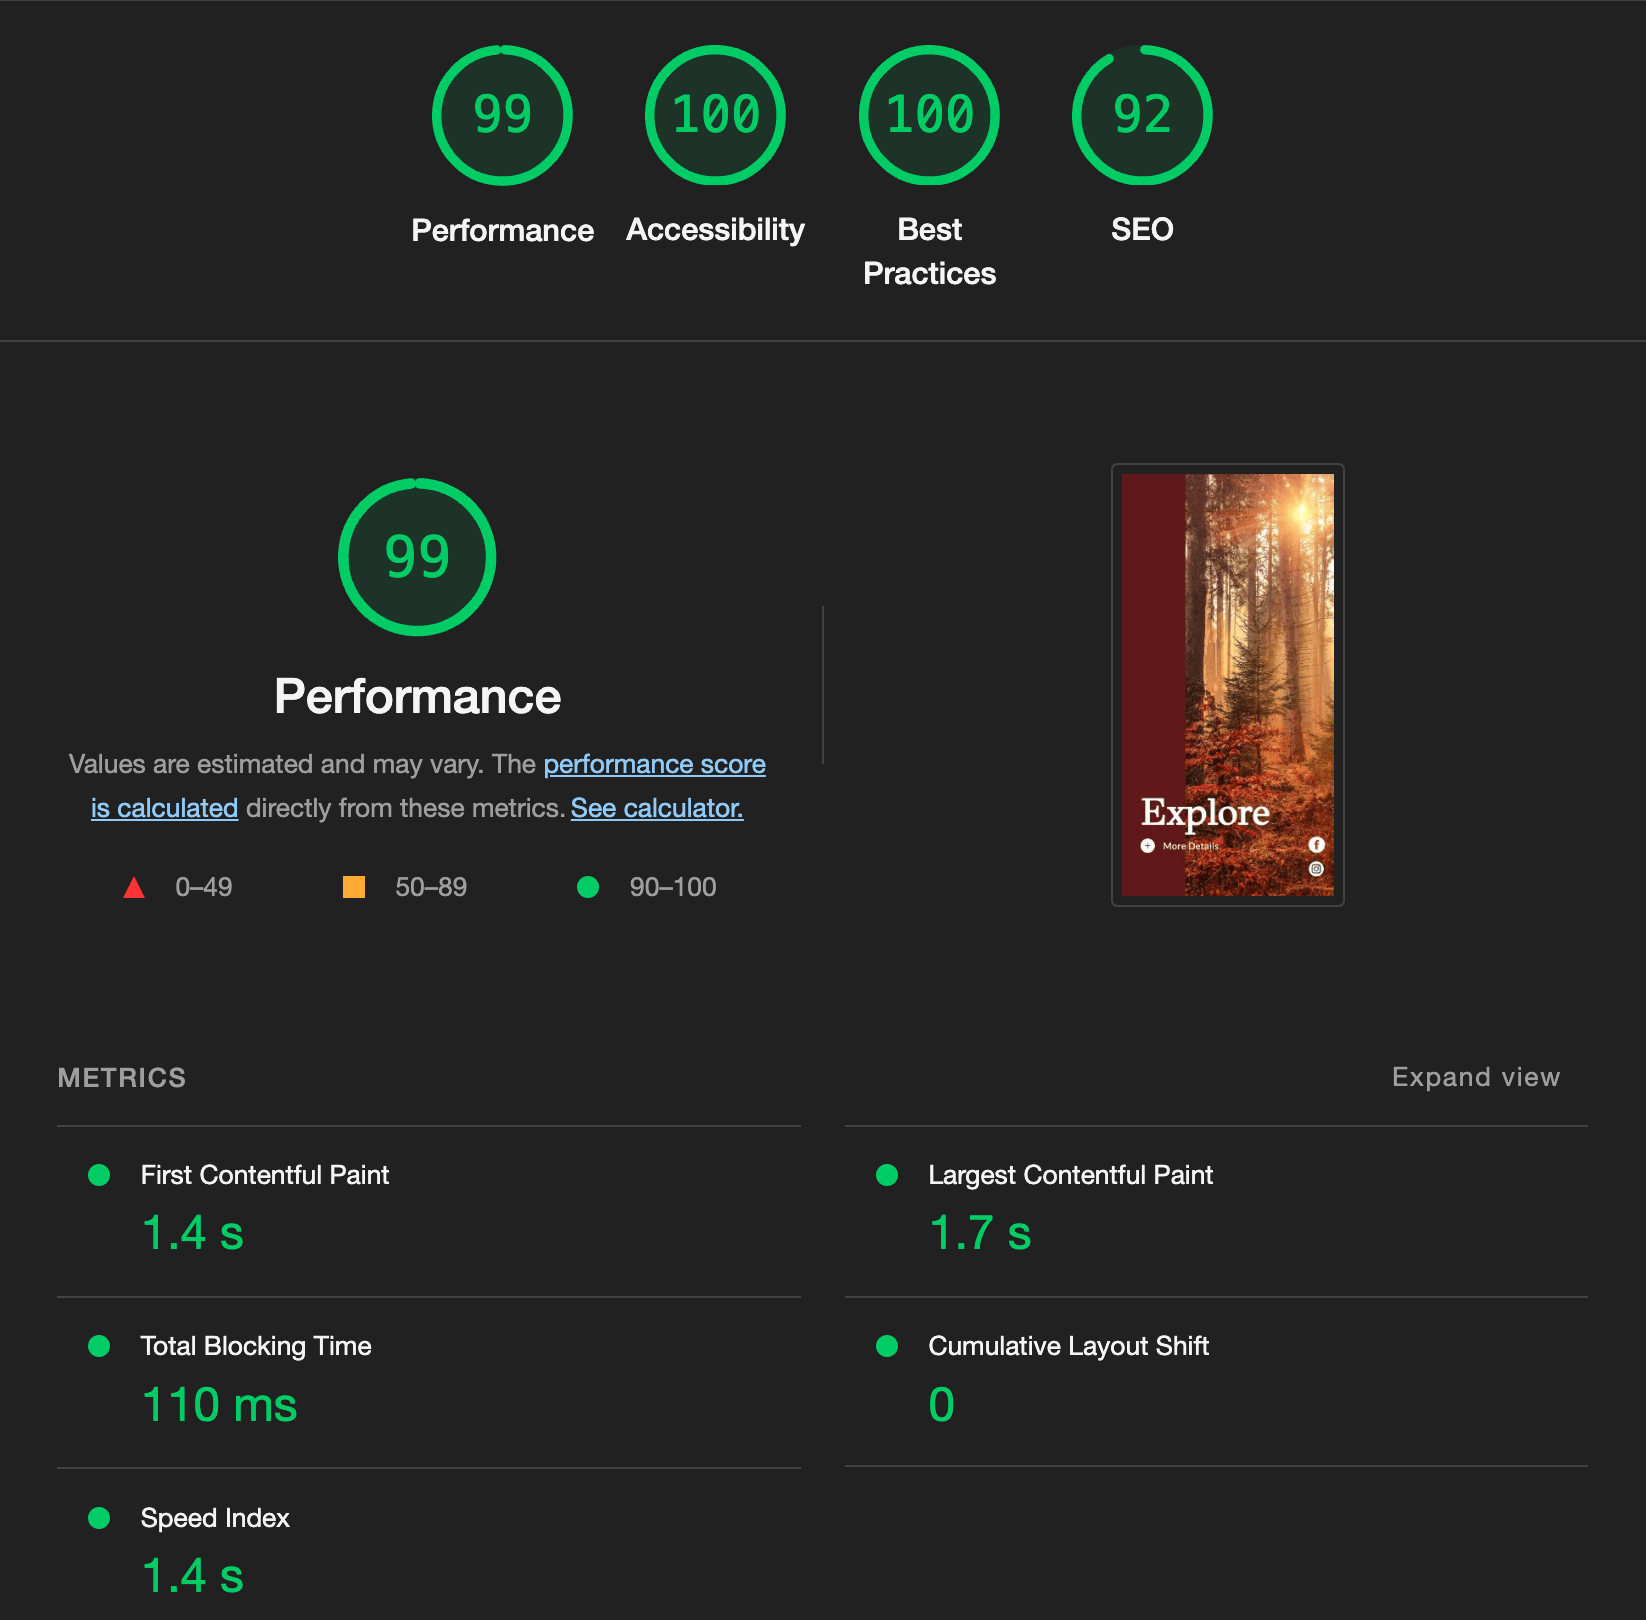 99
100
100
92
Performance
Accessibility
Best
Practices
SEO
99
Performance
Values are estimated and may vary. The performance score
is calculated directly from these metrics. See calculator.
0–49
50–89
90–100
Explore
More Details
METRICS
Expand view
First Contentful Paint
1.4 s
Largest Contentful Paint
1.7 s
Total Blocking Time
110 ms
Cumulative Layout Shift
0
Speed Index
1.4 s